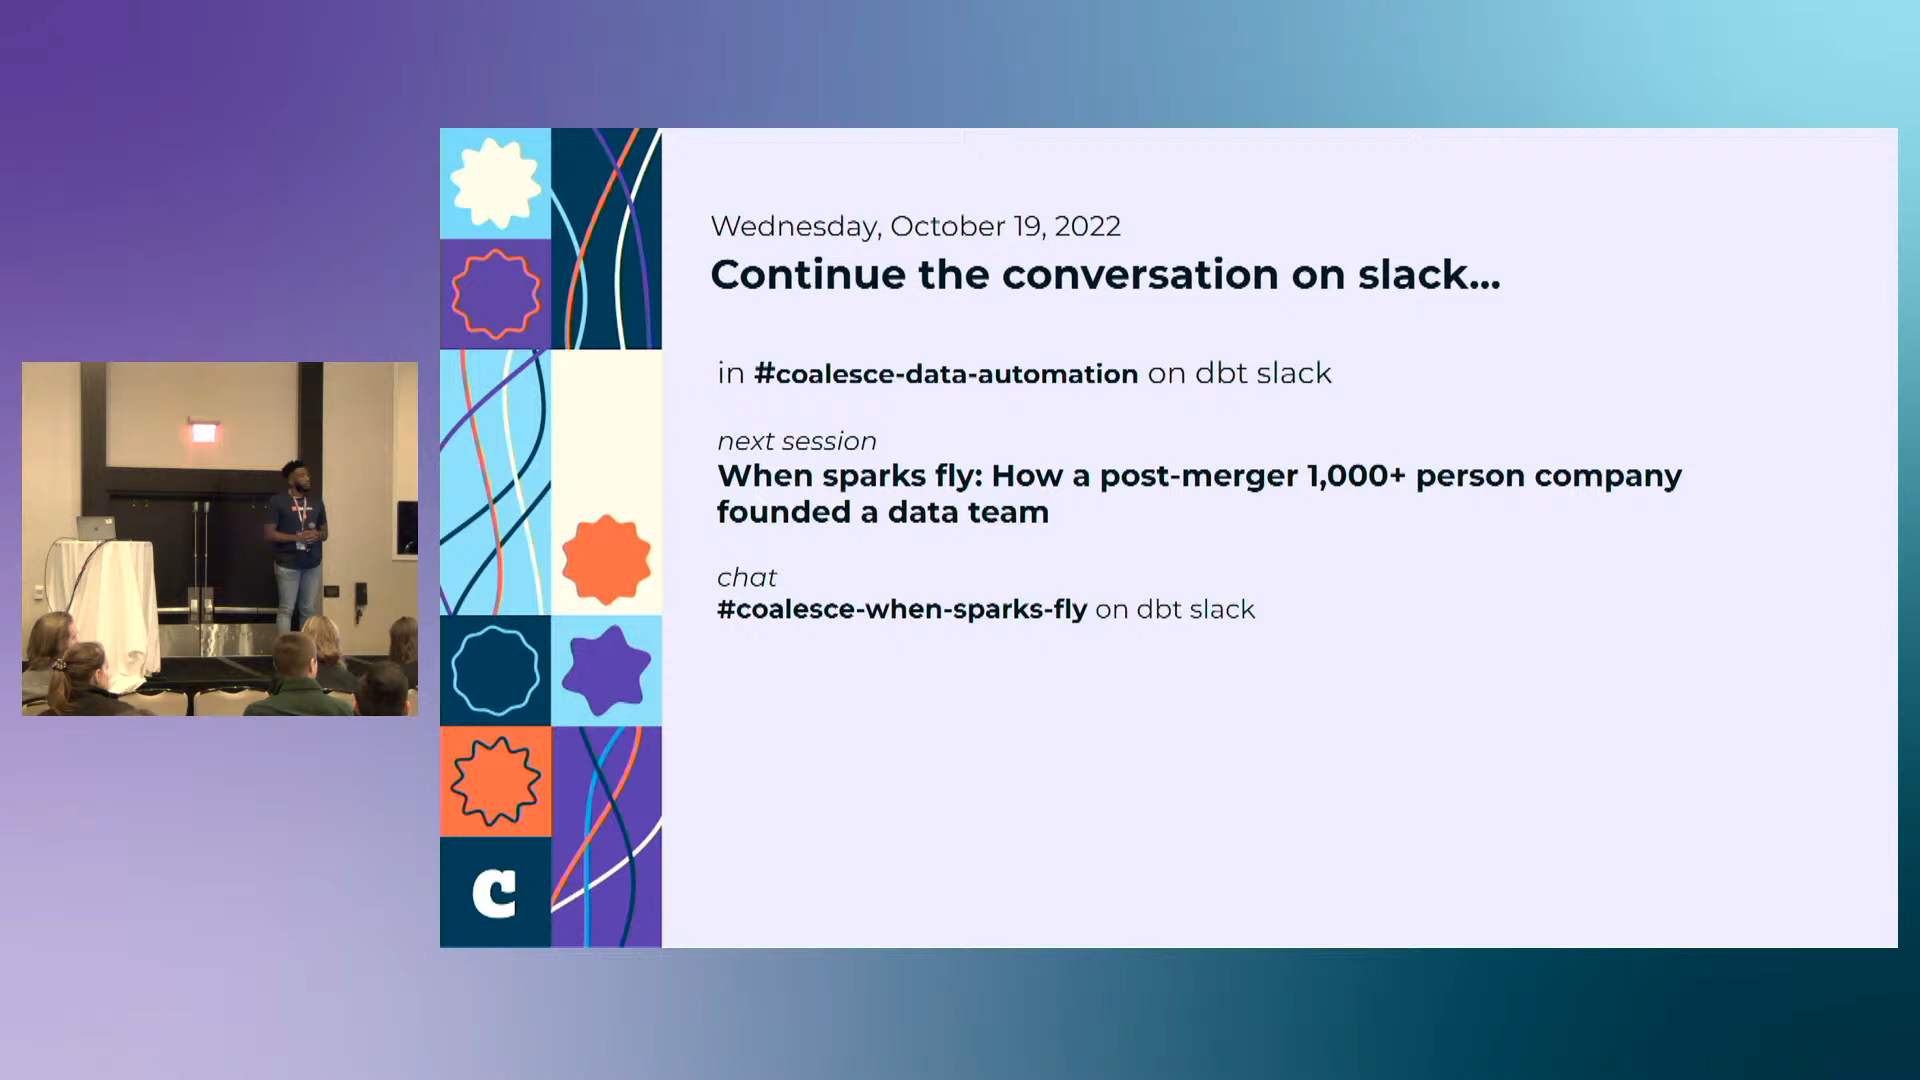 Wednesday, October 19, 2022
Continue the conversation on slack...
in #coalesce-data-automation on dbt slack
next session
When sparks fly: How a post-merger 1,000+ person company
founded a data team
chat
#coalesce-when-sparks-fly on dbt slack
c